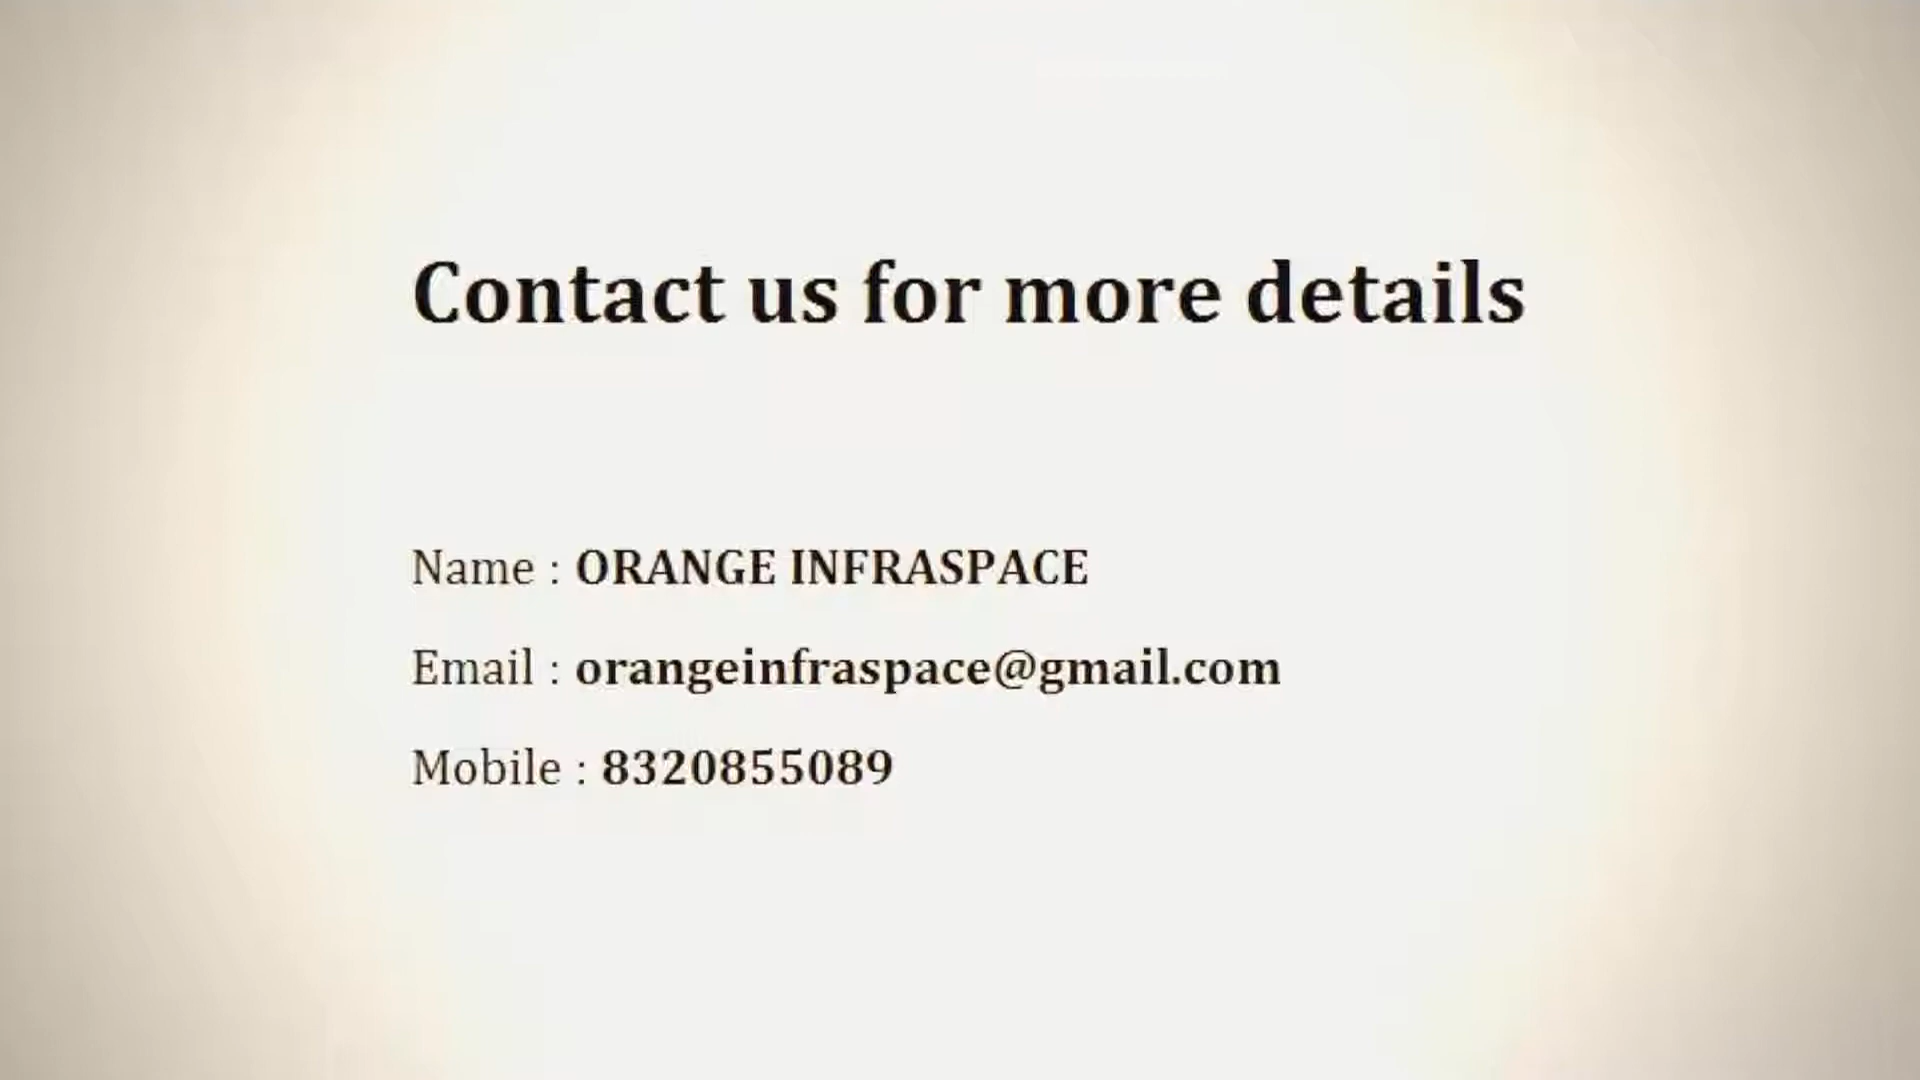 Contact us for more details
Name : ORANGE INFRASPACE
Email : orangeinfraspace@gmail.com
Mobile : 8320855089